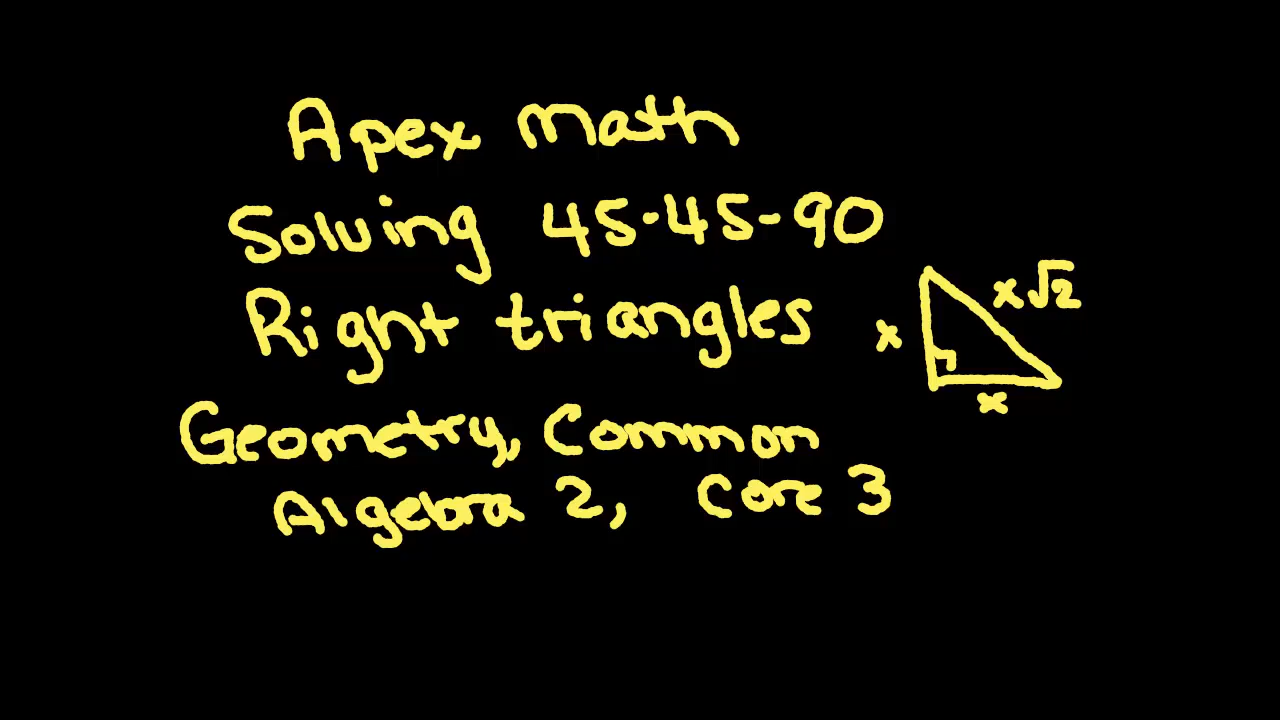 Apex Math
Solving 45-45-90
Right triangles
x√2
x
x
Geometry, Common
Algebra 2, Core 3